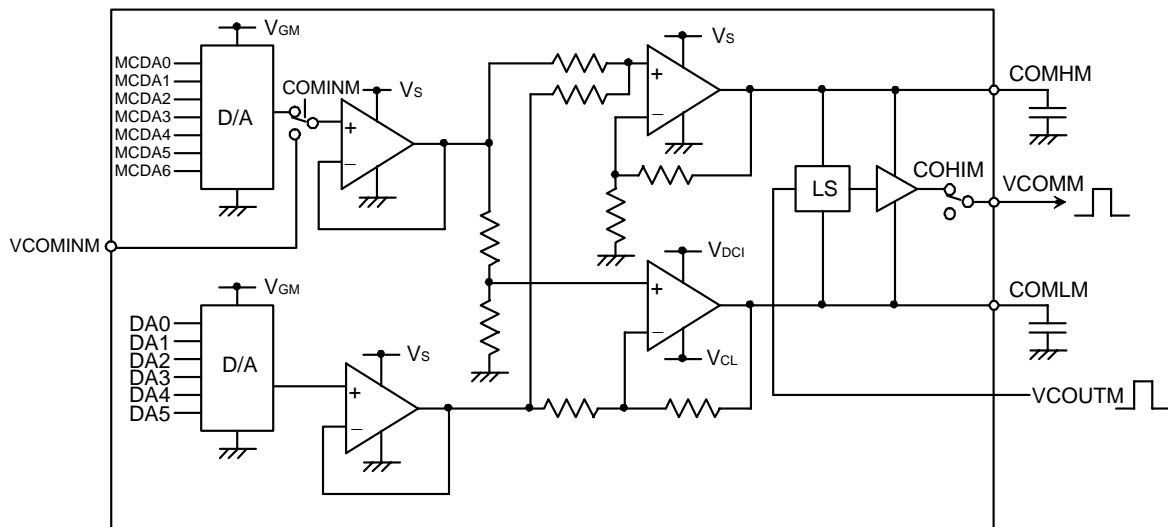 VGM
MCDA0
MCDA1
MCDA2
MCDA3
MCDA4
MCDA5
MCDA6
D/A
COMINM
VS
+
−
VCOMINM
VS
+
−
COMHM
LS
COHIM
VCOMM
VDCI
+
−
VCL
COMLM
VCOUTM
VGM
DA0
DA1
DA2
DA3
DA4
DA5
D/A
VS
+
−